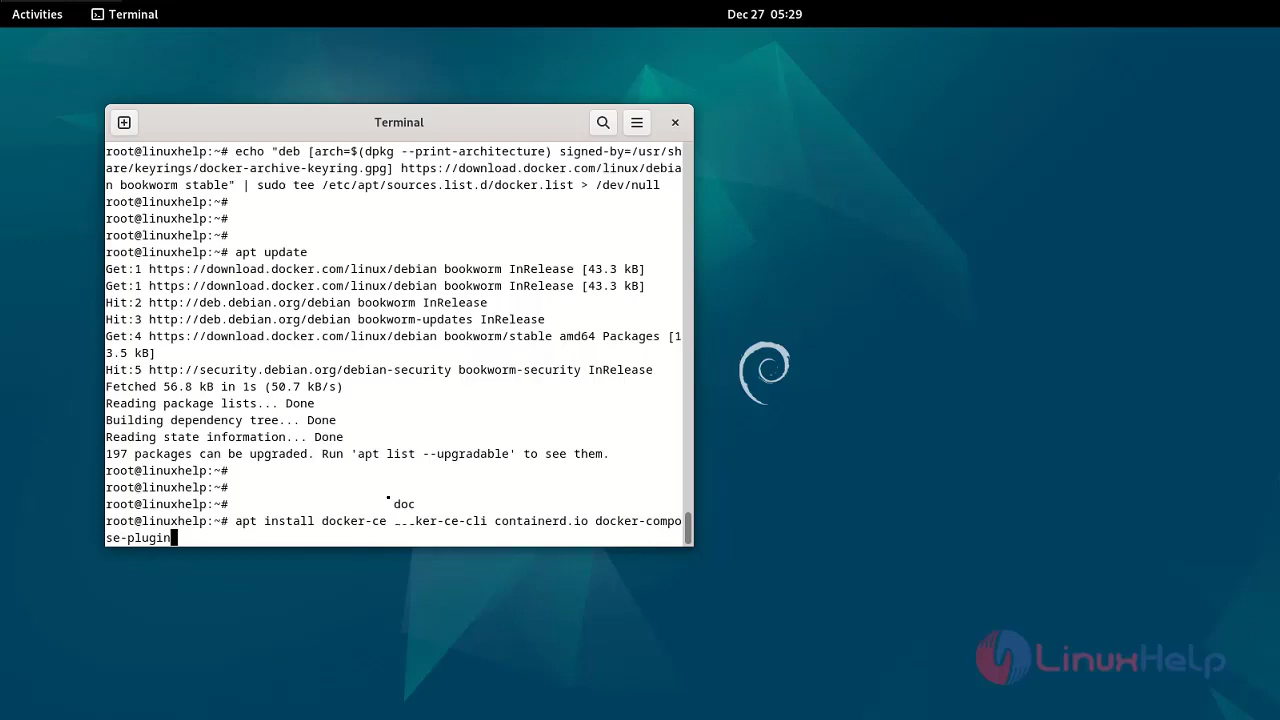 Activities
Terminal
Dec 27 05:29
Terminal
root@linuxhelp:~# echo "deb [arch=$(dpkg --print-architecture) signed-by=/usr/sh
are/keyrings/docker-archive-keyring.gpg] https://download.docker.com/linux/debia
n bookworm stable" | sudo tee /etc/apt/sources.list.d/docker.list > /dev/null
root@linuxhelp:~#
root@linuxhelp:~#
root@linuxhelp:~#
root@linuxhelp:~# apt update
Get:1 https://download.docker.com/linux/debian bookworm InRelease [43.3 kB]
Get:1 https://download.docker.com/linux/debian bookworm InRelease [43.3 kB]
Hit:2 http://deb.debian.org/debian bookworm InRelease
Hit:3 http://deb.debian.org/debian bookworm-updates InRelease
Get:4 https://download.docker.com/linux/debian bookworm/stable amd64 Packages [1
3.5 kB]
Hit:5 http://security.debian.org/debian-security bookworm-security InRelease
Fetched 56.8 kB in 1s (50.7 kB/s)
Reading package lists... Done
Building dependency tree... Done
Reading state information... Done
197 packages can be upgraded. Run 'apt list --upgradable' to see them.
root@linuxhelp:~#
root@linuxhelp:~#
root@linuxhelp:~# doc
root@linuxhelp:~# apt install docker-ce ker-ce-cli containerd.io docker-compo
se-plugin
LinuxHelp